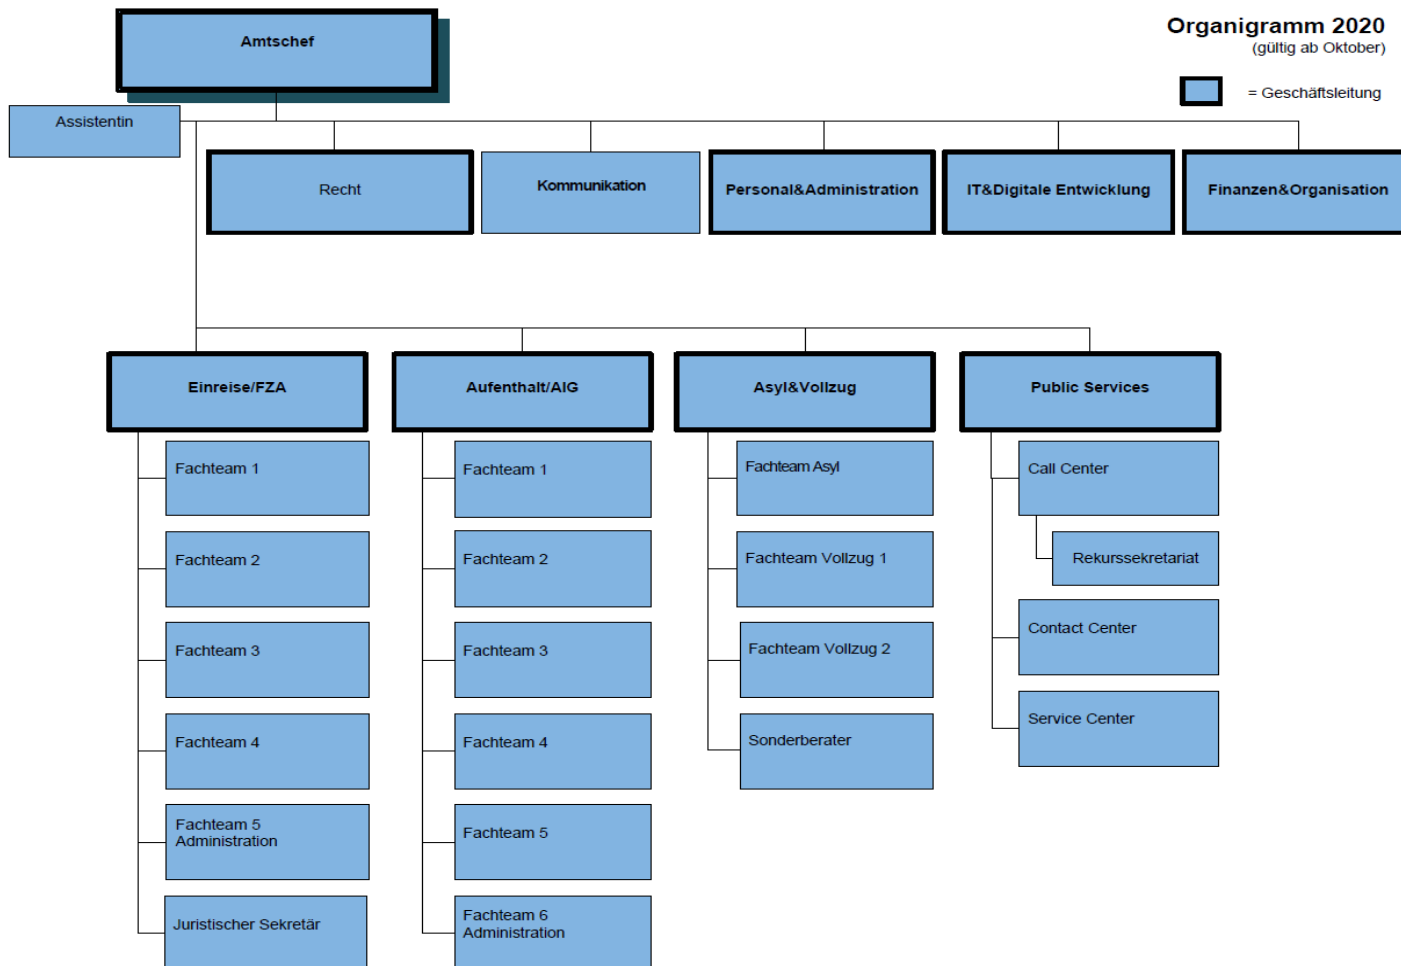 Organigramm 2020
(gültig ab Oktober)
= Geschäftsleitung
Amtschef
Assistentin
Recht
Kommunikation
Personal&Administration
IT&Digitale Entwicklung
Finanzen&Organisation
Einreise/FZA
Fachteam 1
Fachteam 2
Fachteam 3
Fachteam 4
Fachteam 5
Administration
Juristischer Sekretär
Aufenthalt/AIG
Fachteam 1
Fachteam 2
Fachteam 3
Fachteam 4
Fachteam 5
Fachteam 6
Administration
Asyl&Vollzug
Fachteam Asyl
Fachteam Vollzug 1
Fachteam Vollzug 2
Sonderberater
Public Services
Call Center
Rekurssekretariat
Contact Center
Service Center